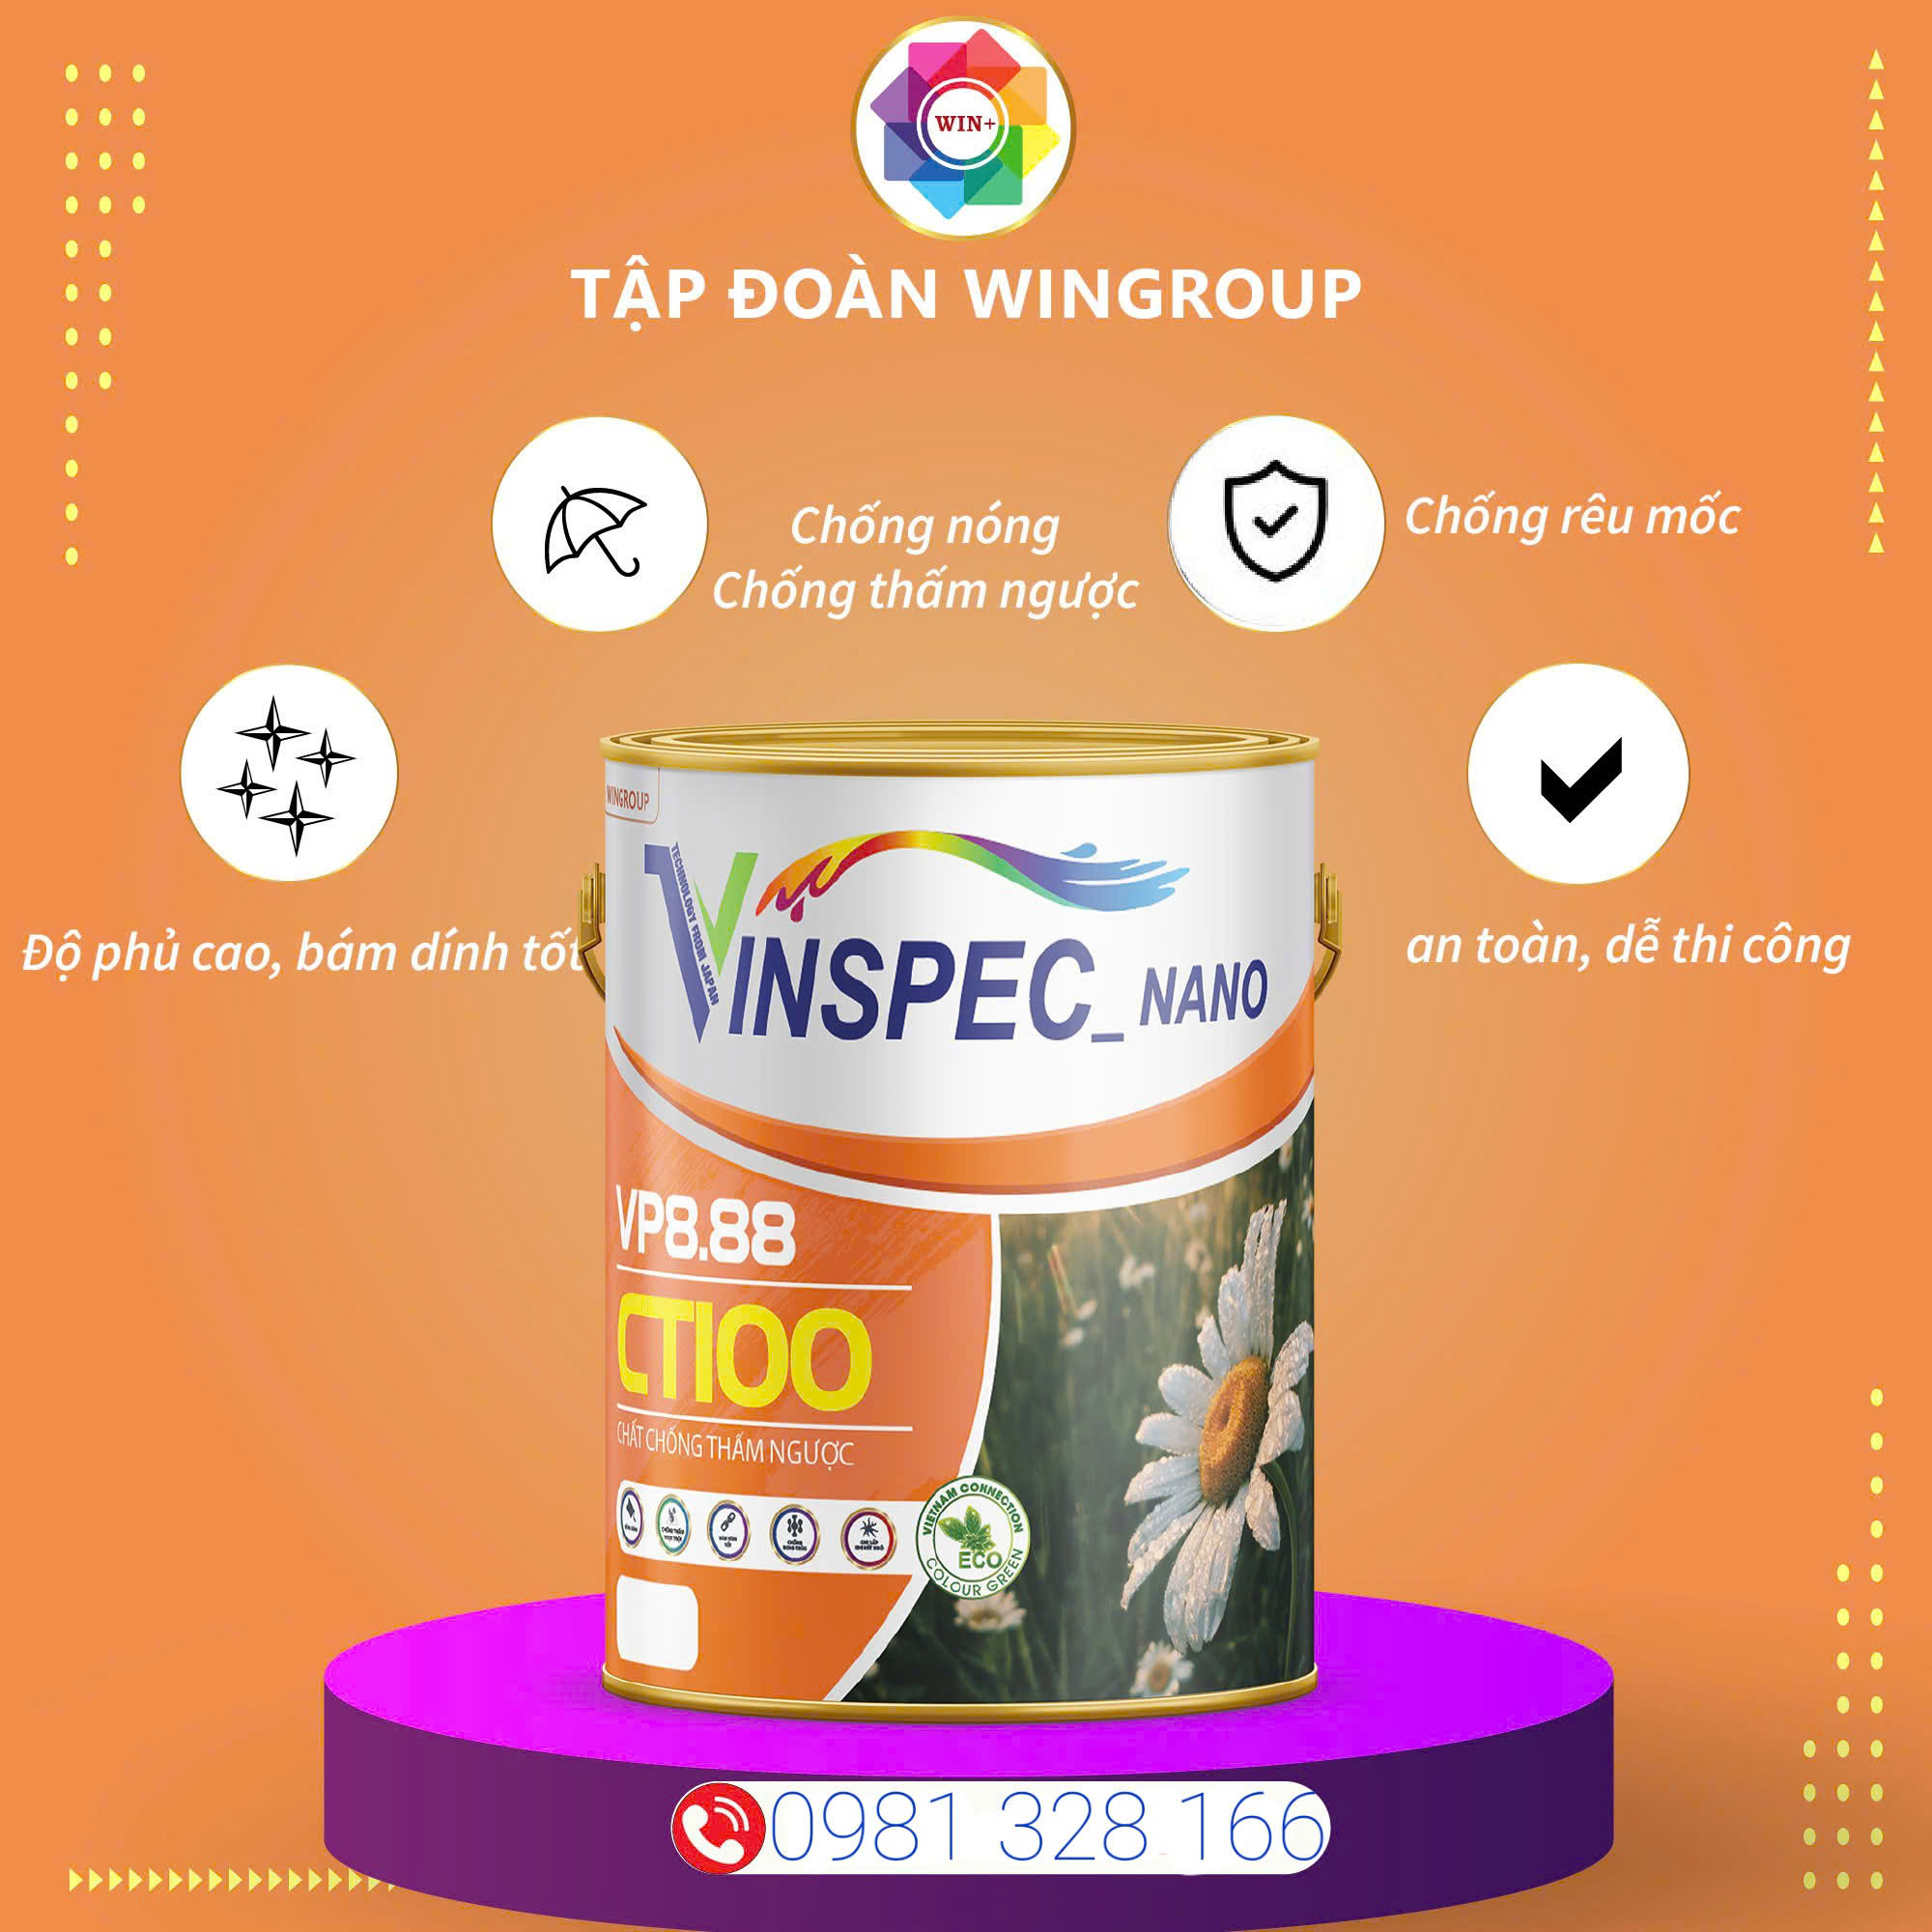 WIN+
TẬP ĐOÀN WINGROUP
Chống nóng
Chống thấm ngược
Chống rêu mốc
Độ phủ cao, bám dính tốt
an toàn, dễ thi công
WINGROUP
TECHNOLOGY FROM JAPAN
VINSPEC_NANO
VP8.88
CT100
CHẤT CHỐNG THẤM NGƯỢC
VIETNAM CONNECTION
ECO
COLOUR GREEN
0981 328 166